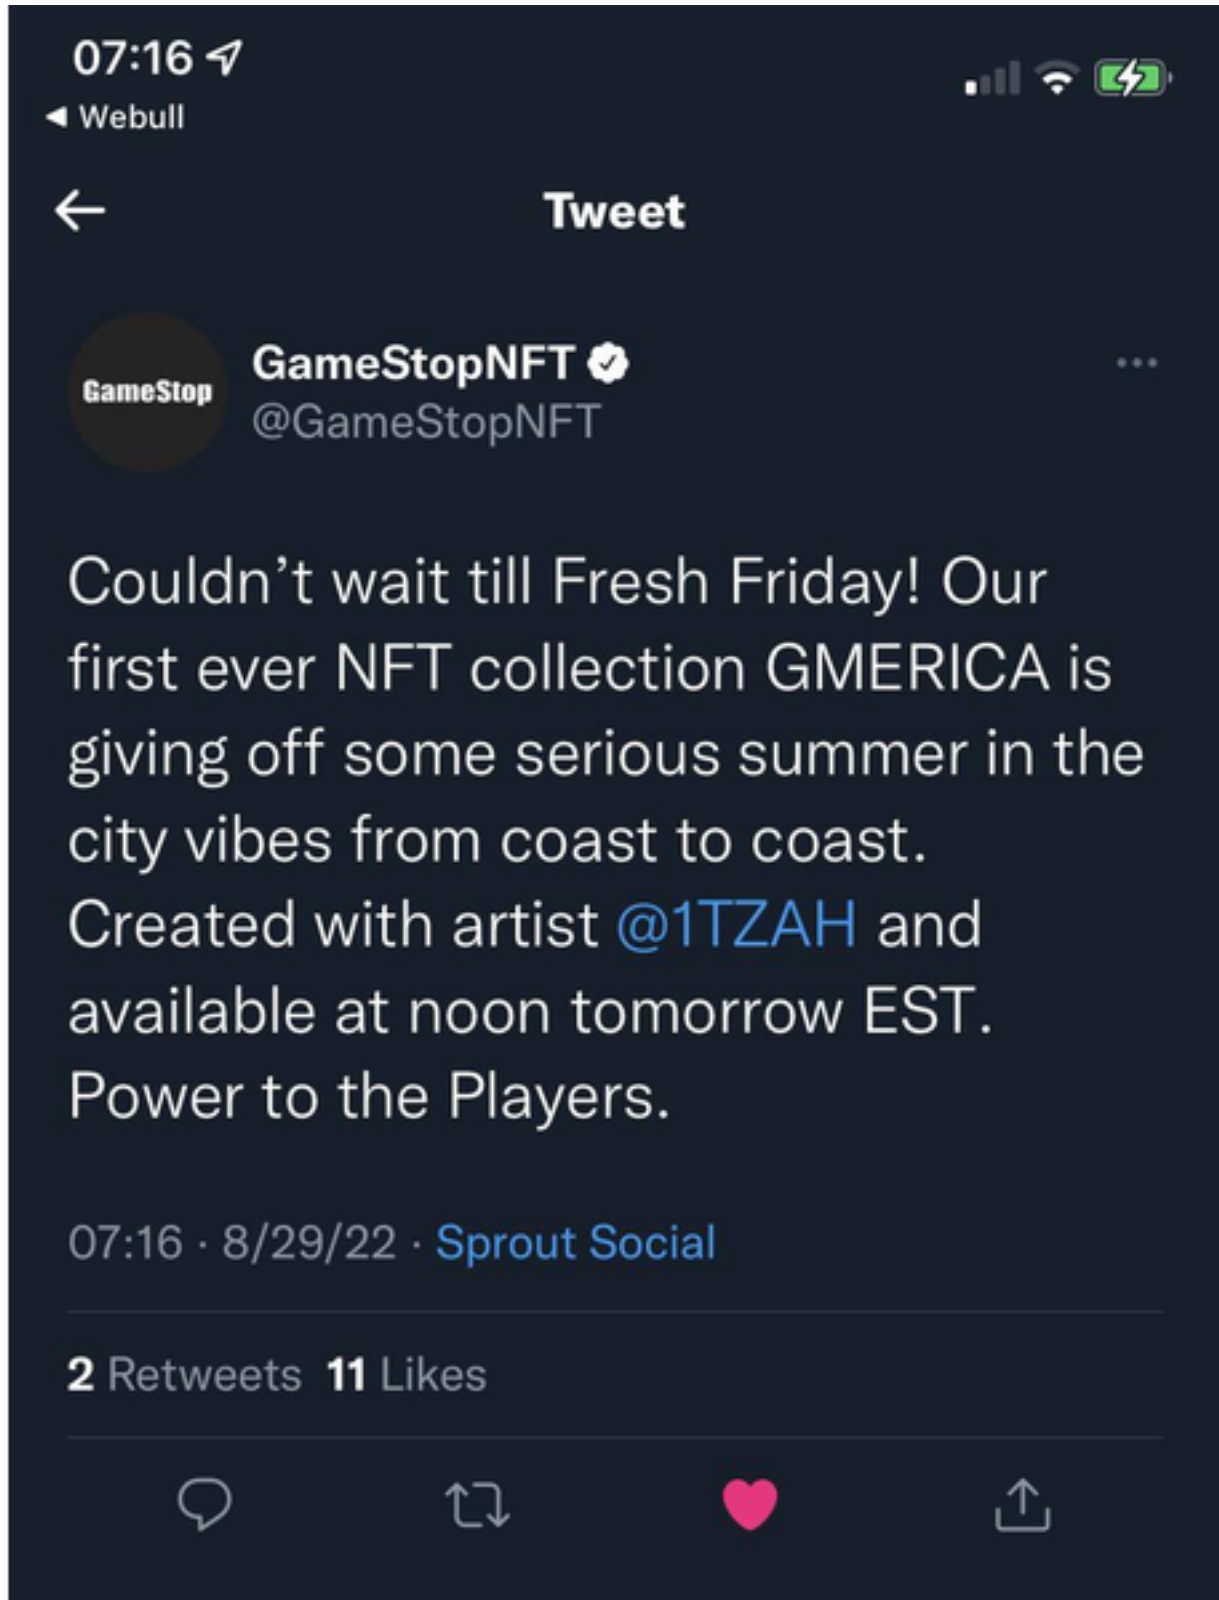 07:16
◀ Webull
Tweet
GameStop
GameStopNFT
@GameStopNFT
Couldn’t wait till Fresh Friday! Our
first ever NFT collection GMERICA is
giving off some serious summer in the
city vibes from coast to coast.
Created with artist @1TZAH and
available at noon tomorrow EST.
Power to the Players.
07:16 · 8/29/22 · Sprout Social
2 Retweets 11 Likes